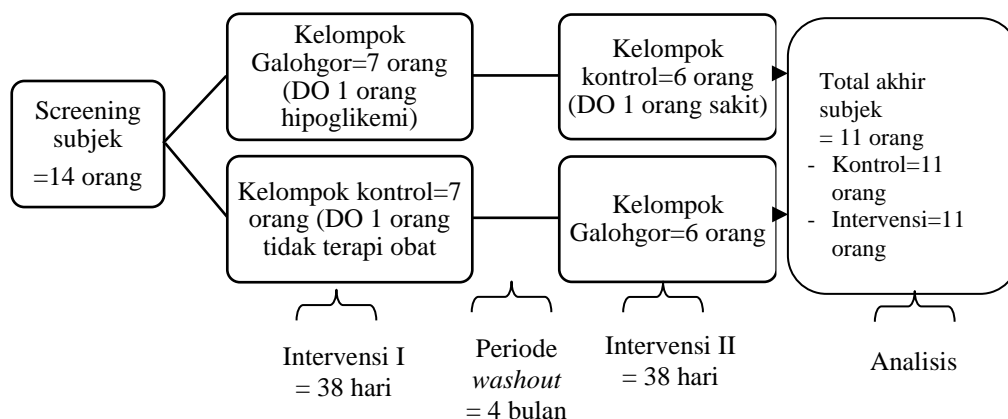 Screening
subjek
=14 orang
Kelompok
Galohgor=7 orang
(DO 1 orang
hipoglikemi)
Kelompok kontrol=7
orang (DO 1 orang
tidak terapi obat
Kelompok
kontrol=6 orang
(DO 1 orang sakit)
Kelompok
Galohgor=6 orang
Total akhir
subjek
= 11 orang
- Kontrol=11
orang
- Intervensi=11
orang
Intervensi I
= 38 hari
Periode
washout
= 4 bulan
Intervensi II
= 38 hari
Analisis